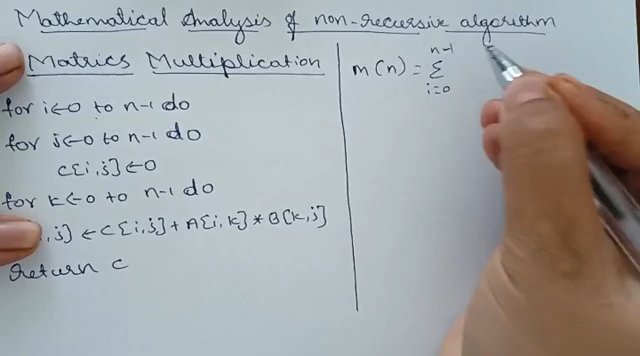 Mathematical Analysis of non-recursive algorithm
Matrics Multiplication
for i←0 to n-1 do
for j←0 to n-1 do
C[i,j]←0
for k←0 to n-1 do
,j]←C[i,j]+A[i,k]*B[k,j]
return C
m(n) = Σ
n-1
i=0